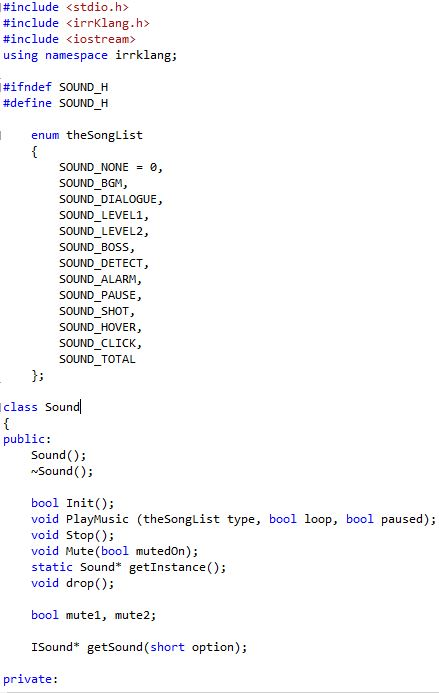 #include <stdio.h>
#include <irrKlang.h>
#include <iostream>
using namespace irrklang;

#ifndef SOUND_H
#define SOUND_H

    enum theSongList
    {
        SOUND_NONE = 0,
        SOUND_BGM,
        SOUND_DIALOGUE,
        SOUND_LEVEL1,
        SOUND_LEVEL2,
        SOUND_BOSS,
        SOUND_DETECT,
        SOUND_ALARM,
        SOUND_PAUSE,
        SOUND_SHOT,
        SOUND_HOVER,
        SOUND_CLICK,
        SOUND_TOTAL
    };

class Sound
{
public:
    Sound();
    ~Sound();

    bool Init();
    void PlayMusic (theSongList type, bool loop, bool paused);
    void Stop();
    void Mute(bool mutedOn);
    static Sound* getInstance();
    void drop();

    bool mute1, mute2;

    ISound* getSound(short option);

private: